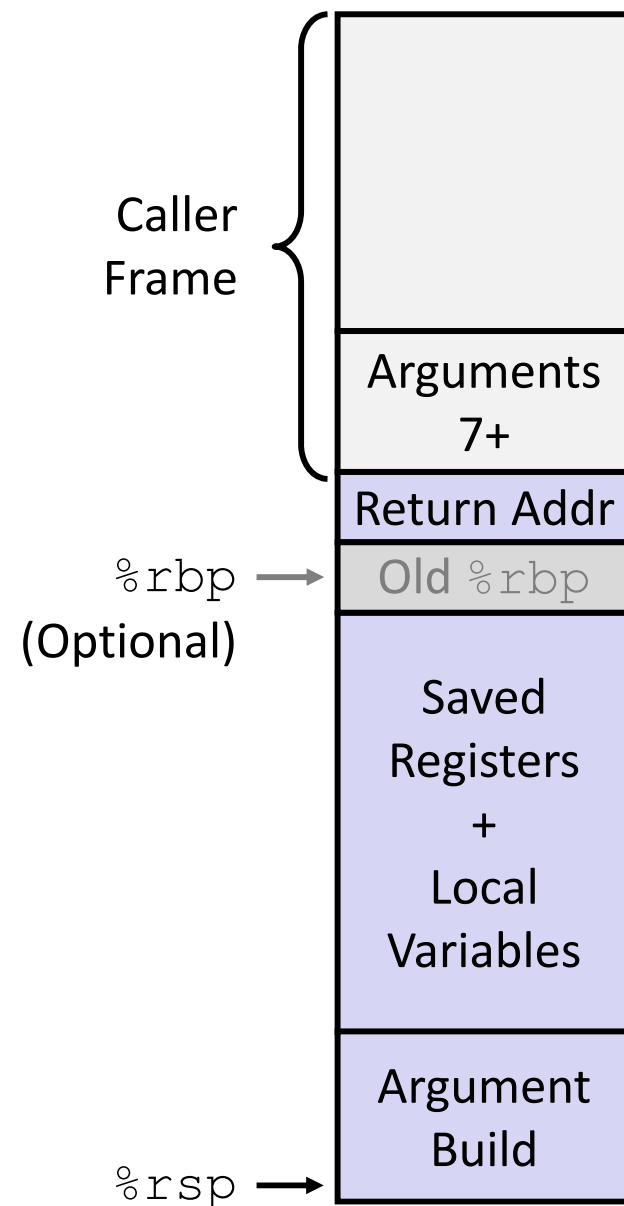 Caller
Frame
Arguments
7+
Return Addr
%rbp
(Optional)
Old %rbp
Saved
Registers
+
Local
Variables
Argument
Build
%rsp